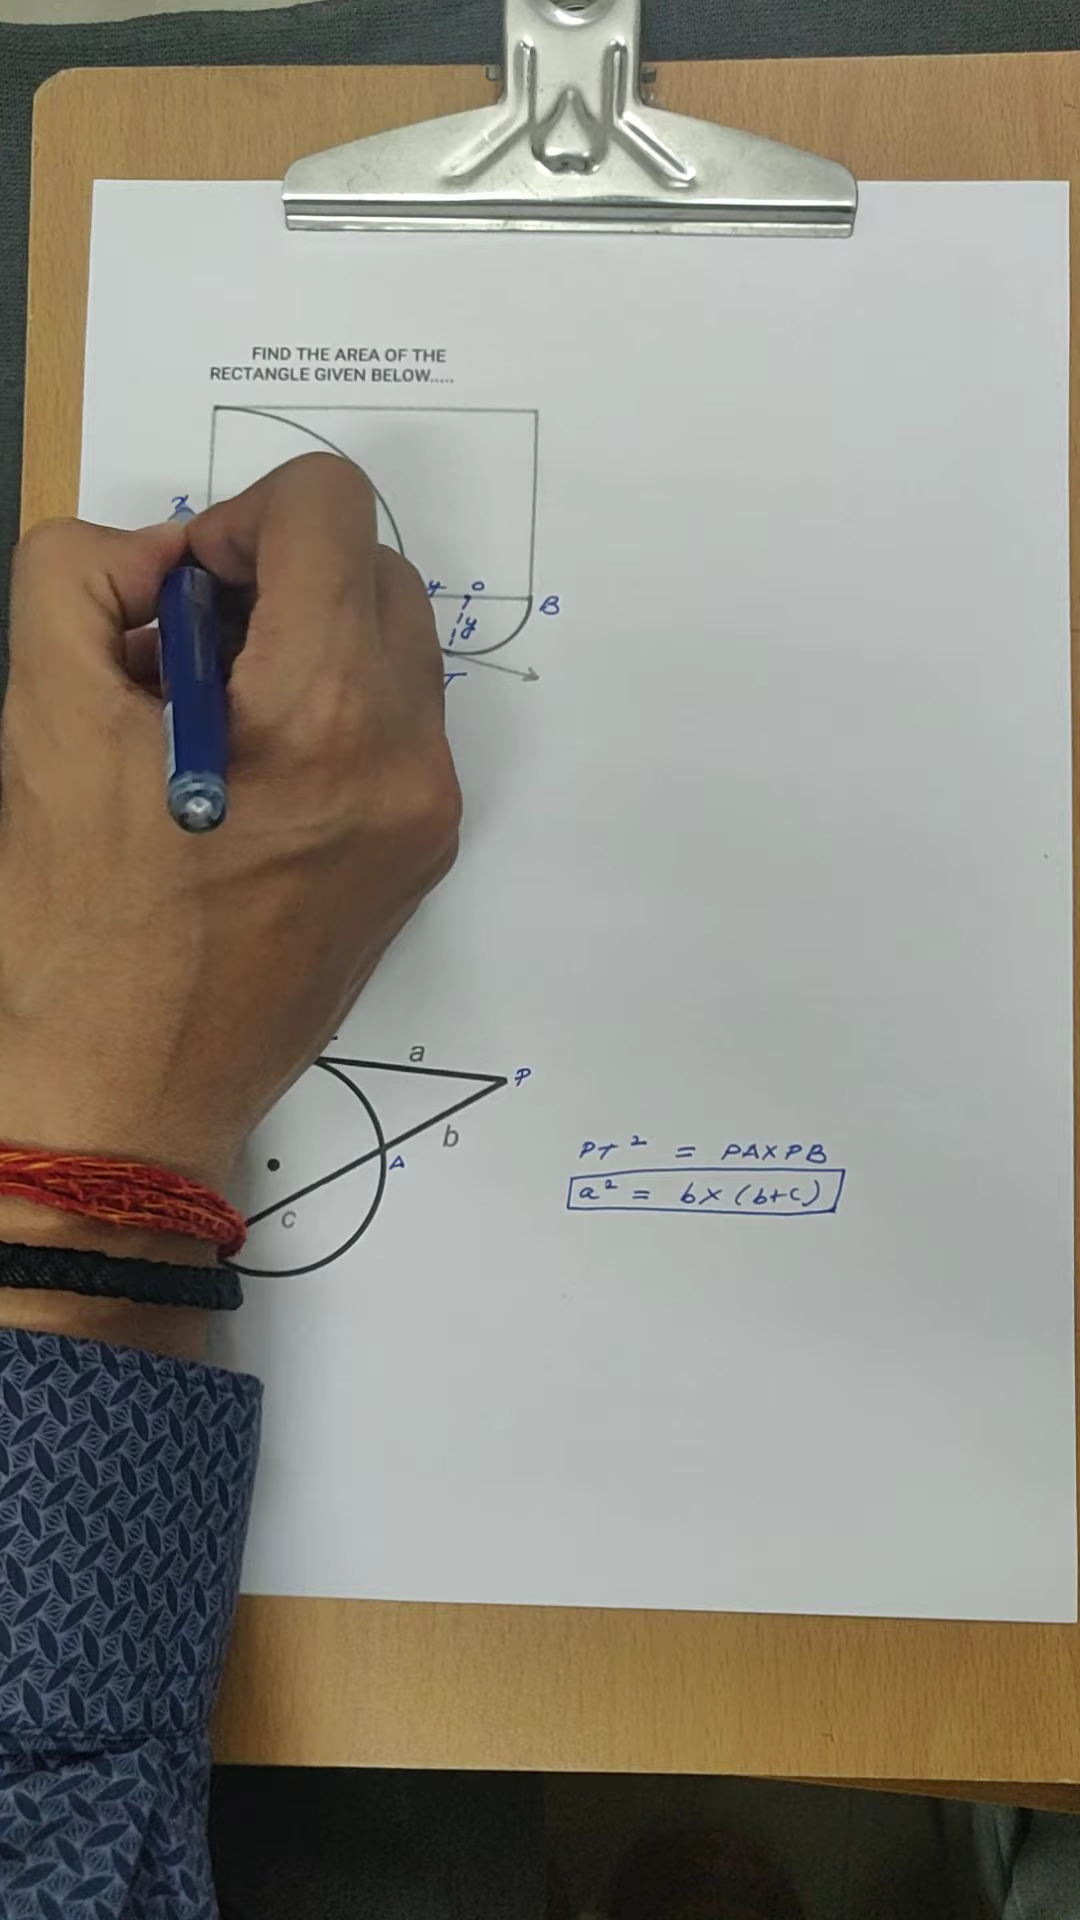 FIND THE AREA OF THE
RECTANGLE GIVEN BELOW.....
x
y O
B
y
T
a
P
b
A
c
PT² = PA×PB
a² = b×(b+c)